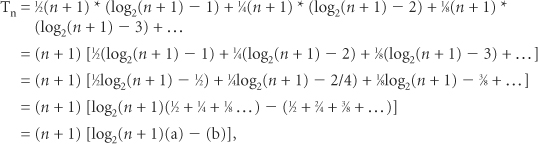 Tₙ = ½(n + 1) * (log₂(n + 1) − 1) + ¼(n + 1) * (log₂(n + 1) − 2) + ⅛(n + 1) *
(log₂(n + 1) − 3) + …
= (n + 1) [½(log₂(n + 1) − 1) + ¼(log₂(n + 1) − 2) + ⅛(log₂(n + 1) − 3) + …]
= (n + 1) [½log₂(n + 1) − ½) + ¼log₂(n + 1) − 2/4) + ⅛log₂(n + 1) − ⅜ + …]
= (n + 1) [log₂(n + 1)(½ + ¼ + ⅛ …) − (½ + ¾ + ⅜ + …)]
= (n + 1) [log₂(n + 1)(a) − (b)],